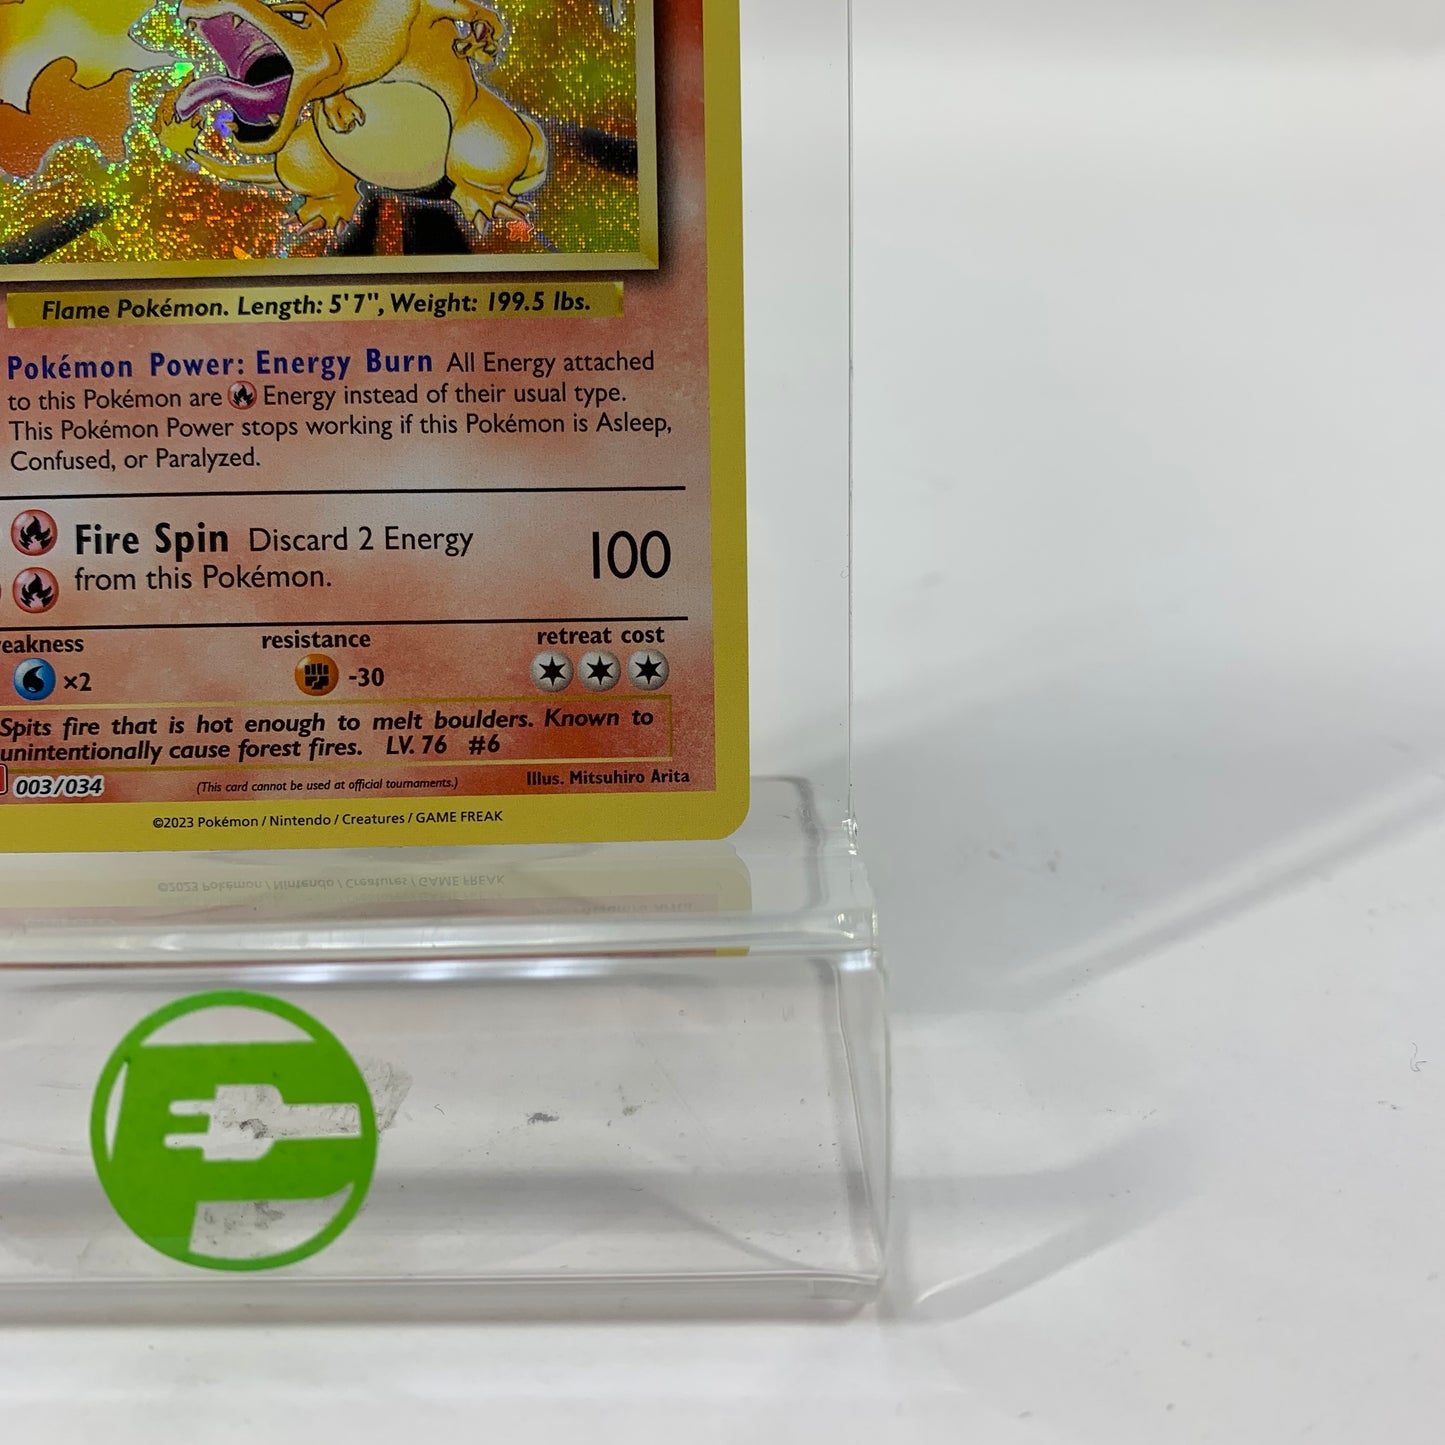 Flame Pokémon. Length: 5'7", Weight: 199.5 lbs.
Pokémon Power: Energy Burn All Energy attached
to this Pokémon are Energy instead of their usual type.
This Pokémon Power stops working if this Pokémon is Asleep,
Confused, or Paralyzed.
Fire Spin Discard 2 Energy 100
from this Pokémon.
eakness resistance retreat cost
×2 -30
Spits fire that is hot enough to melt boulders. Known to
unintentionally cause forest fires. LV. 76 #6
003/034 (This card cannot be used at official tournaments.) Illus. Mitsuhiro Arita
©2023 Pokémon / Nintendo / Creatures / GAME FREAK